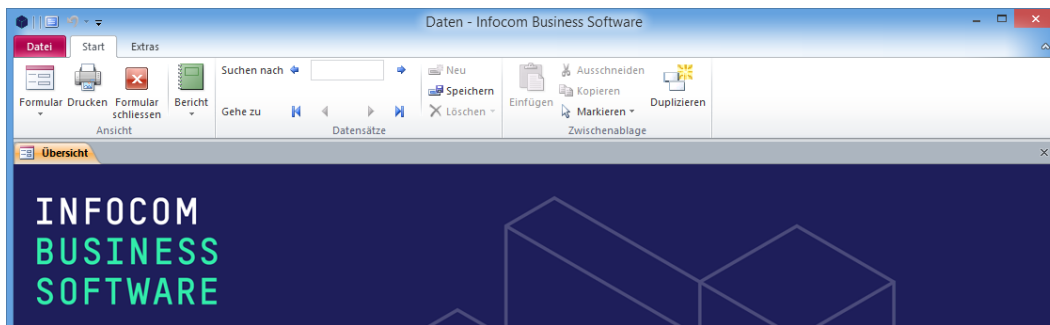 Daten - Infocom Business Software
Datei Start Extras
Formular Drucken Formular schliessen Bericht
Ansicht
Suchen nach
Gehe zu
Datensätze
Neu
Speichern
Löschen
Einfügen
Ausschneiden
Kopieren
Markieren
Duplizieren
Zwischenablage
Übersicht
INFOCOM
BUSINESS
SOFTWARE